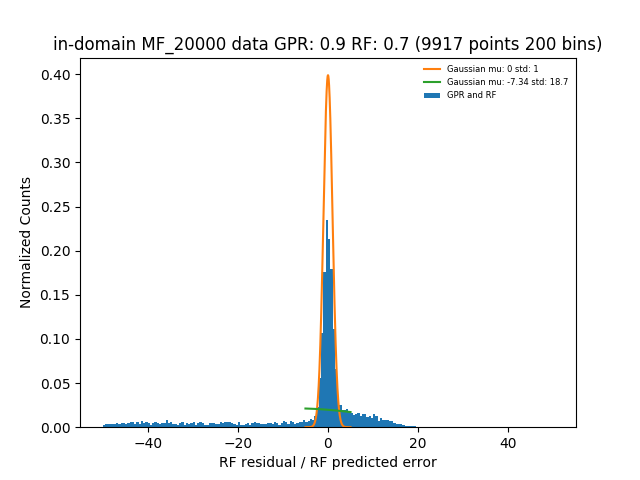 in-domain MF_20000 data GPR: 0.9 RF: 0.7 (9917 points 200 bins)
Gaussian mu: 0 std: 1
Gaussian mu: -7.34 std: 18.7
GPR and RF
Normalized Counts
0.40
0.35
0.30
0.25
0.20
0.15
0.10
0.05
0.00
−40
−20
0
20
40
RF residual / RF predicted error